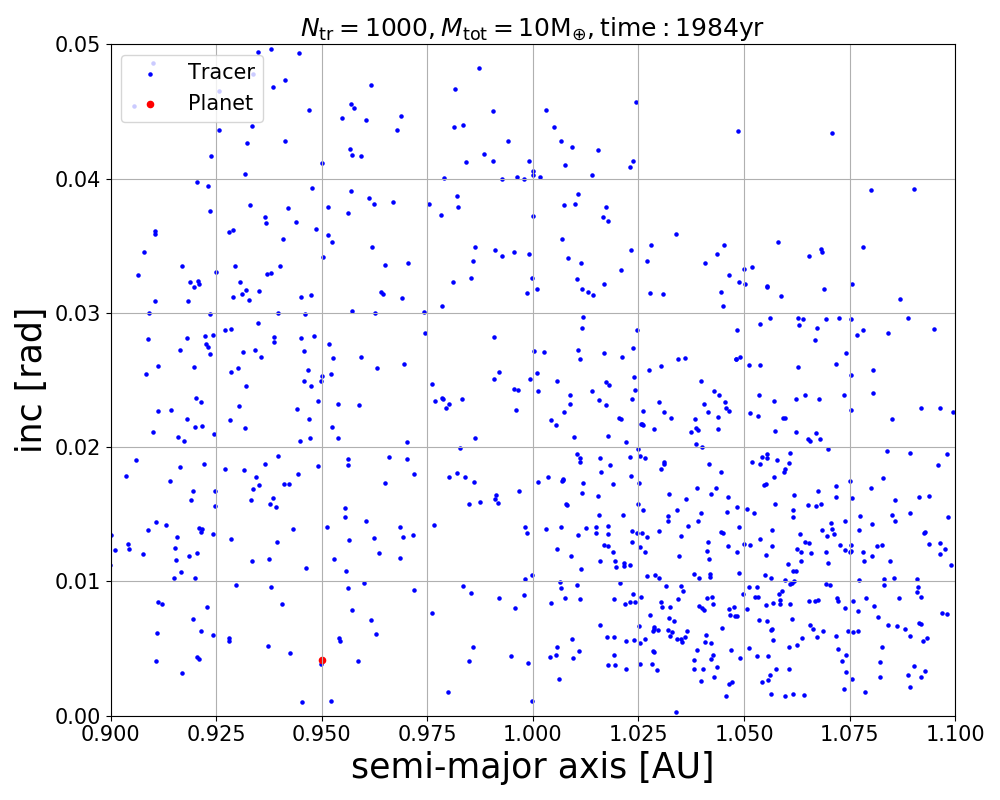 N_tr = 1000, M_tot = 10M_⊕, time : 1984yr
0.05
Tracer
Planet
0.04
0.03
inc [rad]
0.02
0.01
0.00
0.900 0.925 0.950 0.975 1.000 1.025 1.050 1.075 1.100
semi-major axis [AU]